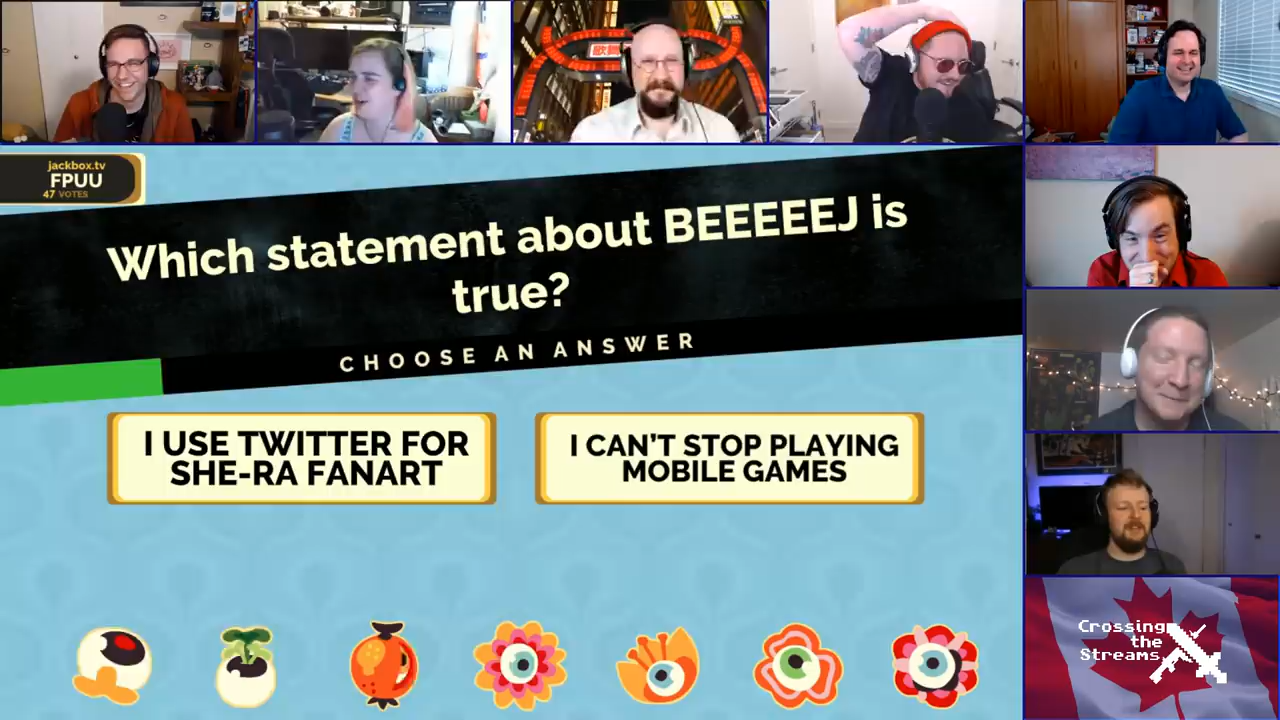 jackbox.tv
FPUU
47 VOTES
Which statement about BEEEEEJ is
true?
CHOOSE AN ANSWER
I USE TWITTER FOR
SHE-RA FANART
I CAN'T STOP PLAYING
MOBILE GAMES
Crossing
the
Streams